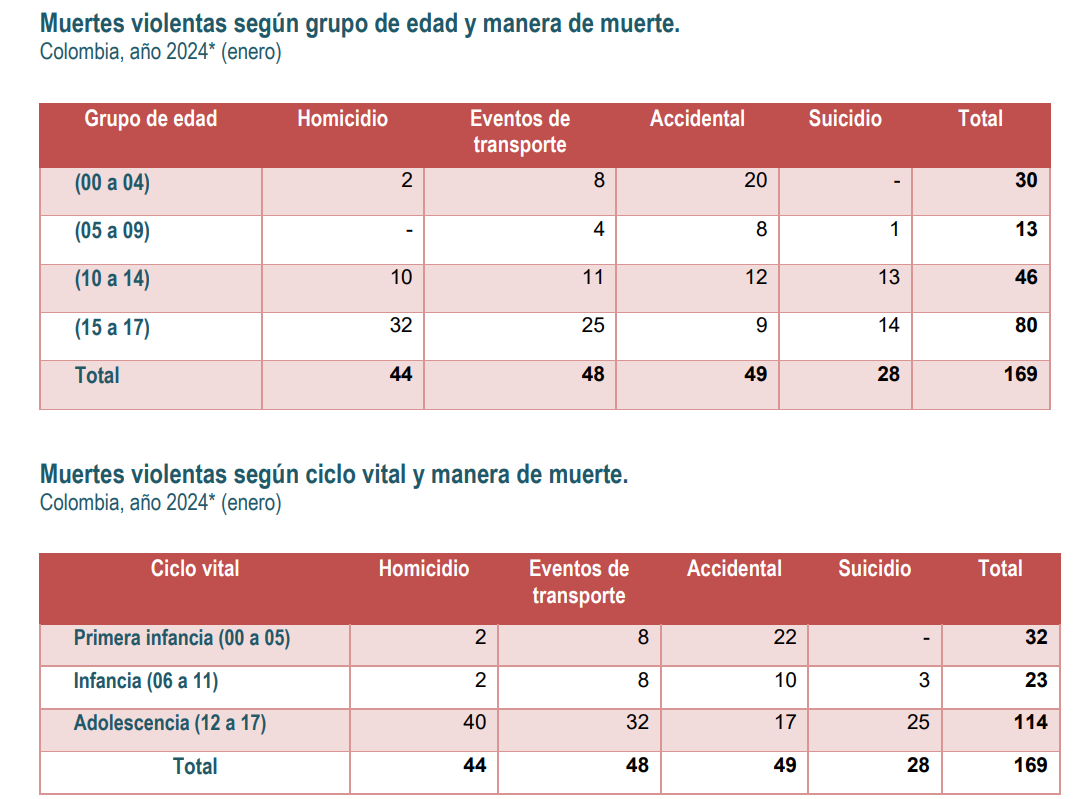 Muertes violentas según grupo de edad y manera de muerte.
Colombia, año 2024* (enero)
Grupo de edad Homicidio Eventos de transporte Accidental Suicidio Total
(00 a 04) 2 8 20 - 30
(05 a 09) - 4 8 1 13
(10 a 14) 10 11 12 13 46
(15 a 17) 32 25 9 14 80
Total 44 48 49 28 169
Muertes violentas según ciclo vital y manera de muerte.
Colombia, año 2024* (enero)
Ciclo vital Homicidio Eventos de transporte Accidental Suicidio Total
Primera infancia (00 a 05) 2 8 22 - 32
Infancia (06 a 11) 2 8 10 3 23
Adolescencia (12 a 17) 40 32 17 25 114
Total 44 48 49 28 169